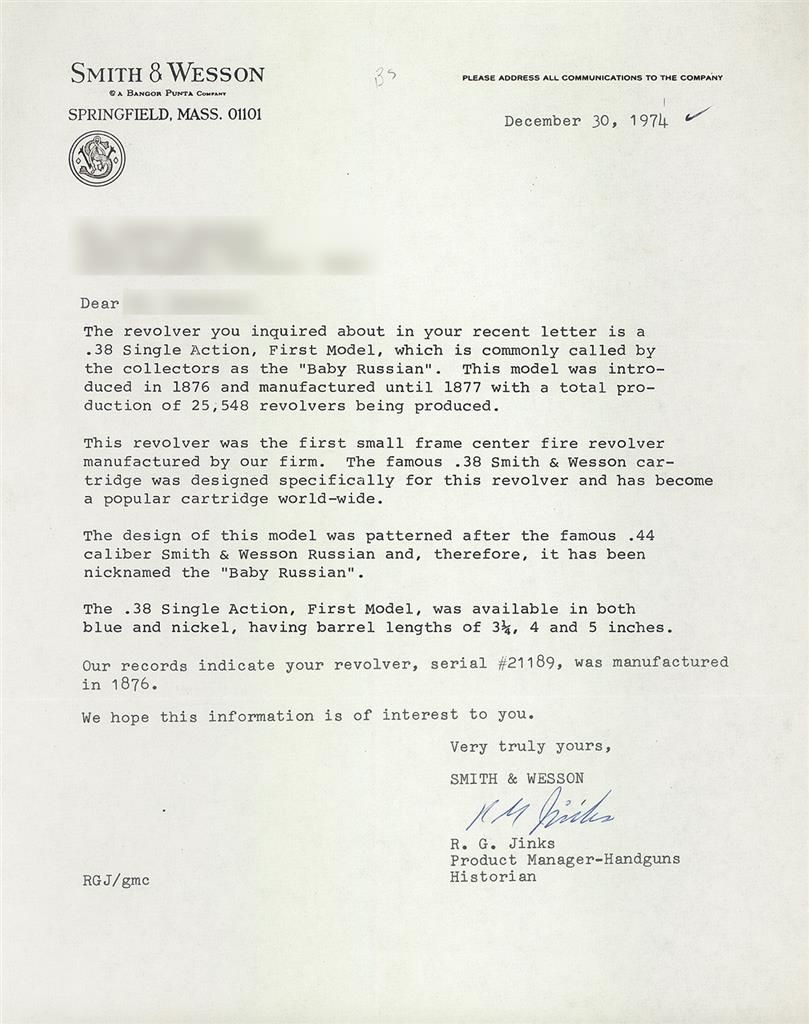 SMITH & WESSON
PLEASE ADDRESS ALL COMMUNICATIONS TO THE COMPANY
A BANGOR PUNTA COMPANY
SPRINGFIELD, MASS. 01101
December 30, 1974
Dear
The revolver you inquired about in your recent letter is a
.38 Single Action, First Model, which is commonly called by
the collectors as the "Baby Russian". This model was intro-
duced in 1876 and manufactured until 1877 with a total pro-
duction of 25,548 revolvers being produced.
This revolver was the first small frame center fire revolver
manufactured by our firm. The famous .38 Smith & Wesson car-
tridge was designed specifically for this revolver and has become
a popular cartridge world-wide.
The design of this model was patterned after the famous .44
caliber Smith & Wesson Russian and, therefore, it has been
nicknamed the "Baby Russian".
The .38 Single Action, First Model, was available in both
blue and nickel, having barrel lengths of 3¼, 4 and 5 inches.
Our records indicate your revolver, serial #21189, was manufactured
in 1876.
We hope this information is of interest to you.
Very truly yours,
SMITH & WESSON
R. G. Jinks
Product Manager-Handguns
Historian
RGJ/gmc